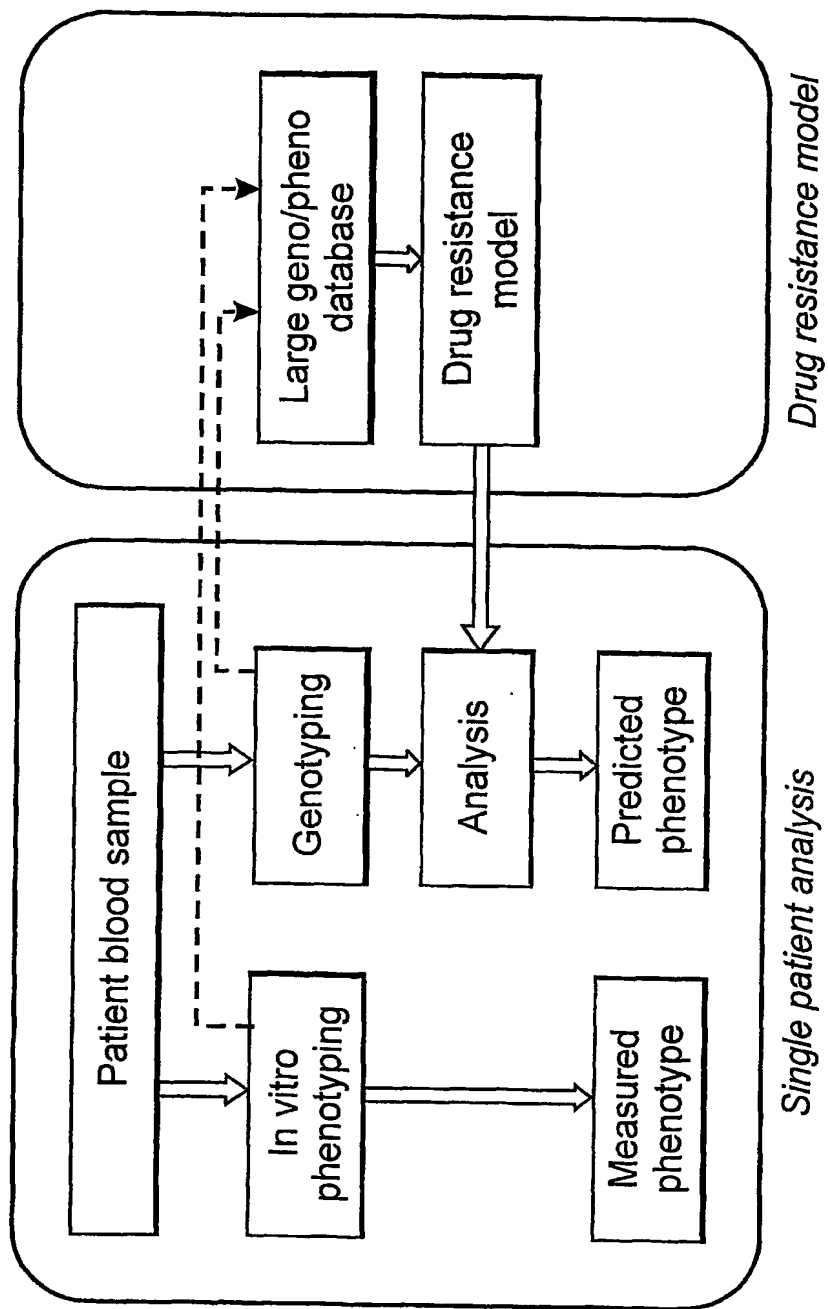 Patient blood sample
In vitro
phenotyping
Genotyping
Analysis
Measured
phenotype
Predicted
phenotype
Single patient analysis
Large geno/pheno
database
Drug resistance
model
Drug resistance model